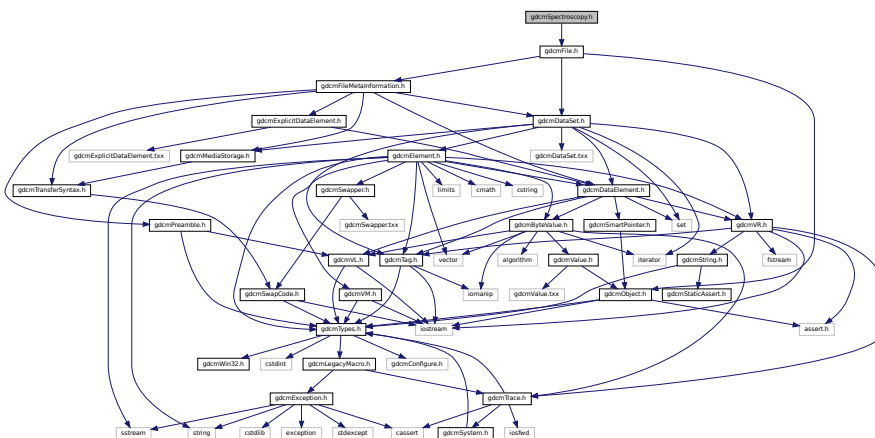 gdcmSpectroscopy.h
gdcmFile.h
gdcmFileMetaInformation.h
gdcmExplicitDataElement.h
gdcmDataSet.h
gdcmExplicitDataElement.txx
gdcmMediaStorage.h
gdcmElement.h
gdcmDataSet.txx
gdcmTransferSyntax.h
gdcmSwapper.h
limits
cmath
cstring
gdcmDataElement.h
gdcmPreamble.h
gdcmSwapper.txx
gdcmByteValue.h
gdcmSmartPointer.h
set
gdcmVR.h
gdcmVL.h
gdcmTag.h
vector
algorithm
gdcmValue.h
iterator
gdcmString.h
fstream
gdcmSwapCode.h
gdcmVM.h
iomanip
gdcmValue.txx
gdcmObject.h
gdcmStaticAssert.h
gdcmTypes.h
iostream
assert.h
gdcmWin32.h
cstdint
gdcmLegacyMacro.h
gdcmConfigure.h
gdcmException.h
gdcmTrace.h
sstream
string
cstdlib
exception
stdexcept
cassert
gdcmSystem.h
iosfwd